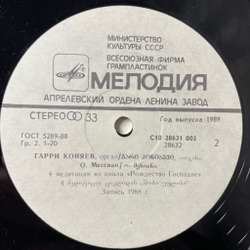 МИНИСТЕРСТВО
КУЛЬТУРЫ СССР
ВСЕСОЮЗНАЯ ФИРМА
ГРАМПЛАСТИНОК
МЕЛОДИЯ
АПРЕЛЕВСКИЙ ОРДЕНА ЛЕНИНА ЗАВОД
СТЕРЕО 33
Год выпуска 1989
ГОСТ 5289-88
Гр. 2. 1-20
С10 28631 005
28632
2
ГАРРИ КОНЯЕВ, орган
О. Мессиан
4 медитации из цикла «Рождество Господне»
4
Запись 1988 г.